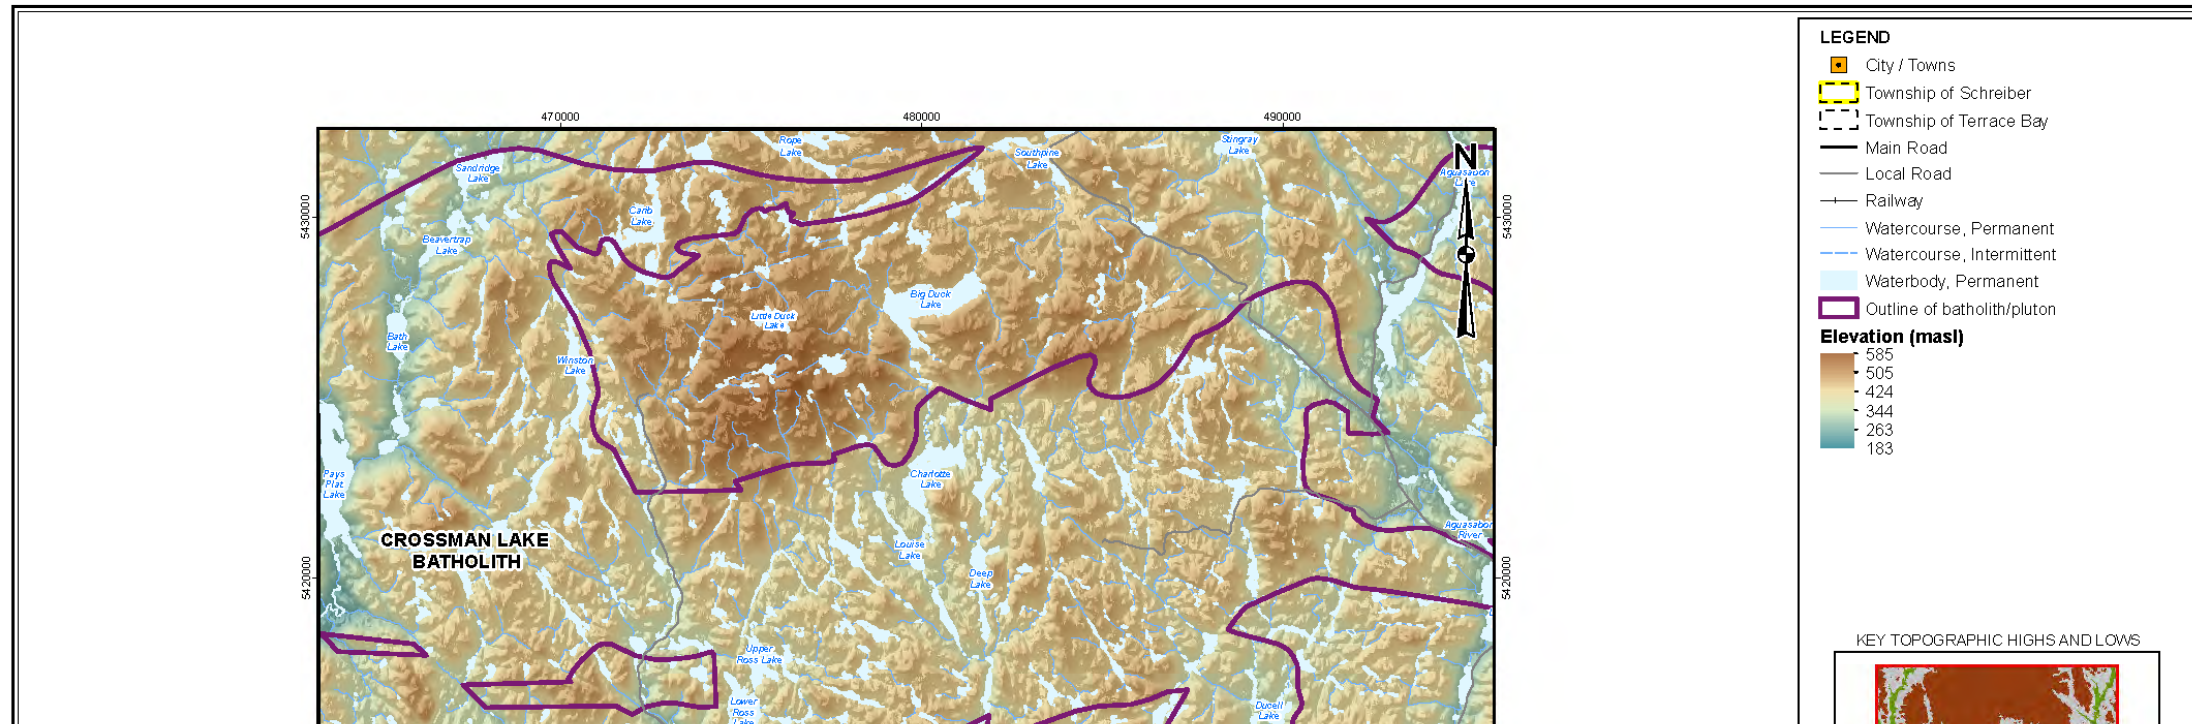 LEGEND
City / Towns
Township of Schreiber
Township of Terrace Bay
Main Road
Local Road
Railway
Watercourse, Permanent
Watercourse, Intermittent
Waterbody, Permanent
Outline of batholith/pluton
Elevation (masl)
585
505
424
344
263
183
KEY TOPOGRAPHIC HIGHS AND LOWS
470000
480000
490000
5430000
5430000
5420000
5420000
N
Rope
Lake
Southpine
Lake
Stingray
Lake
Sandridge
Lake
Aguasabon
Lake
Carib
Lake
Beavertrap
Lake
Big Duck
Lake
Little Duck
Lake
Bath
Lake
Winston
Lake
Pays
Plat
Lake
Charlotte
Lake
Aguasabon
River
CROSSMAN LAKE
BATHOLITH
Louise
Lake
Deep
Lake
Upper
Ross Lake
Lower
Ross
Lake
Ducell
Lake